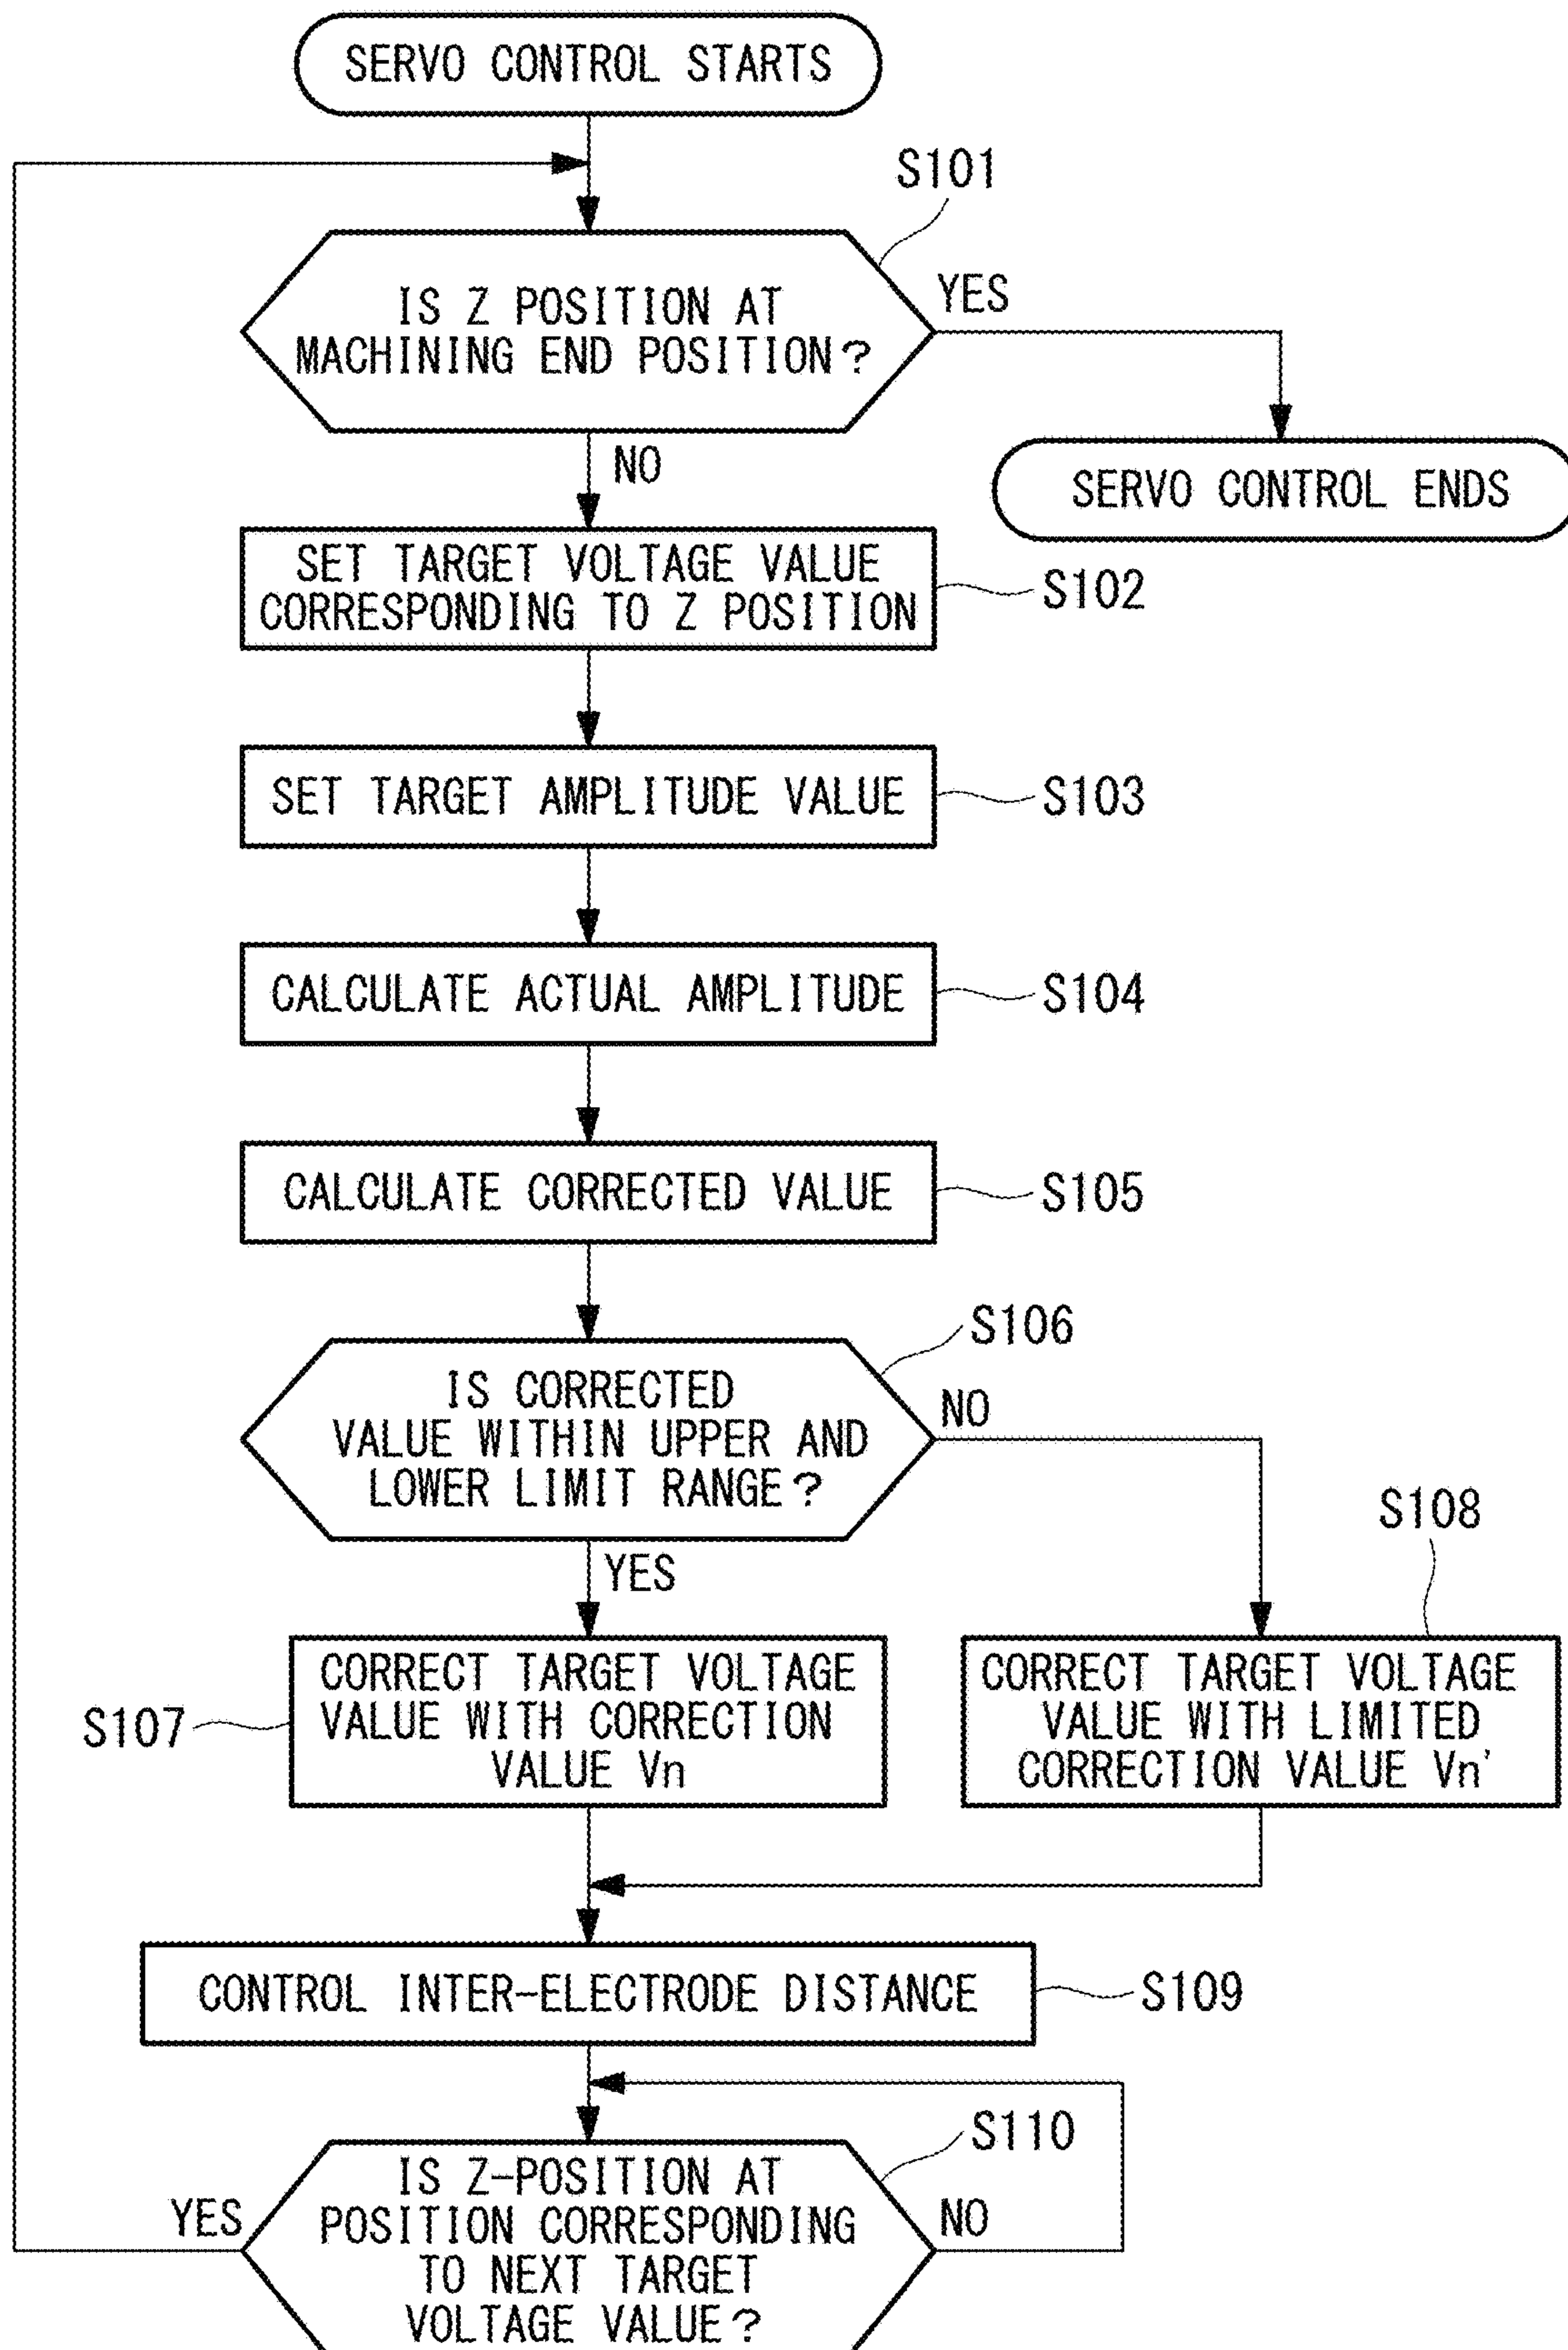 SERVO CONTROL STARTS
S101
IS Z POSITION AT
MACHINING END POSITION?
YES
NO
SERVO CONTROL ENDS
SET TARGET VOLTAGE VALUE
CORRESPONDING TO Z POSITION
S102
SET TARGET AMPLITUDE VALUE
S103
CALCULATE ACTUAL AMPLITUDE
S104
CALCULATE CORRECTED VALUE
S105
S106
IS CORRECTED
VALUE WITHIN UPPER AND
LOWER LIMIT RANGE?
NO
YES
S107
CORRECT TARGET VOLTAGE
VALUE WITH CORRECTION
VALUE Vn
S108
CORRECT TARGET VOLTAGE
VALUE WITH LIMITED
CORRECTION VALUE Vn'
CONTROL INTER-ELECTRODE DISTANCE
S109
S110
IS Z-POSITION AT
POSITION CORRESPONDING
TO NEXT TARGET
VOLTAGE VALUE?
YES
NO